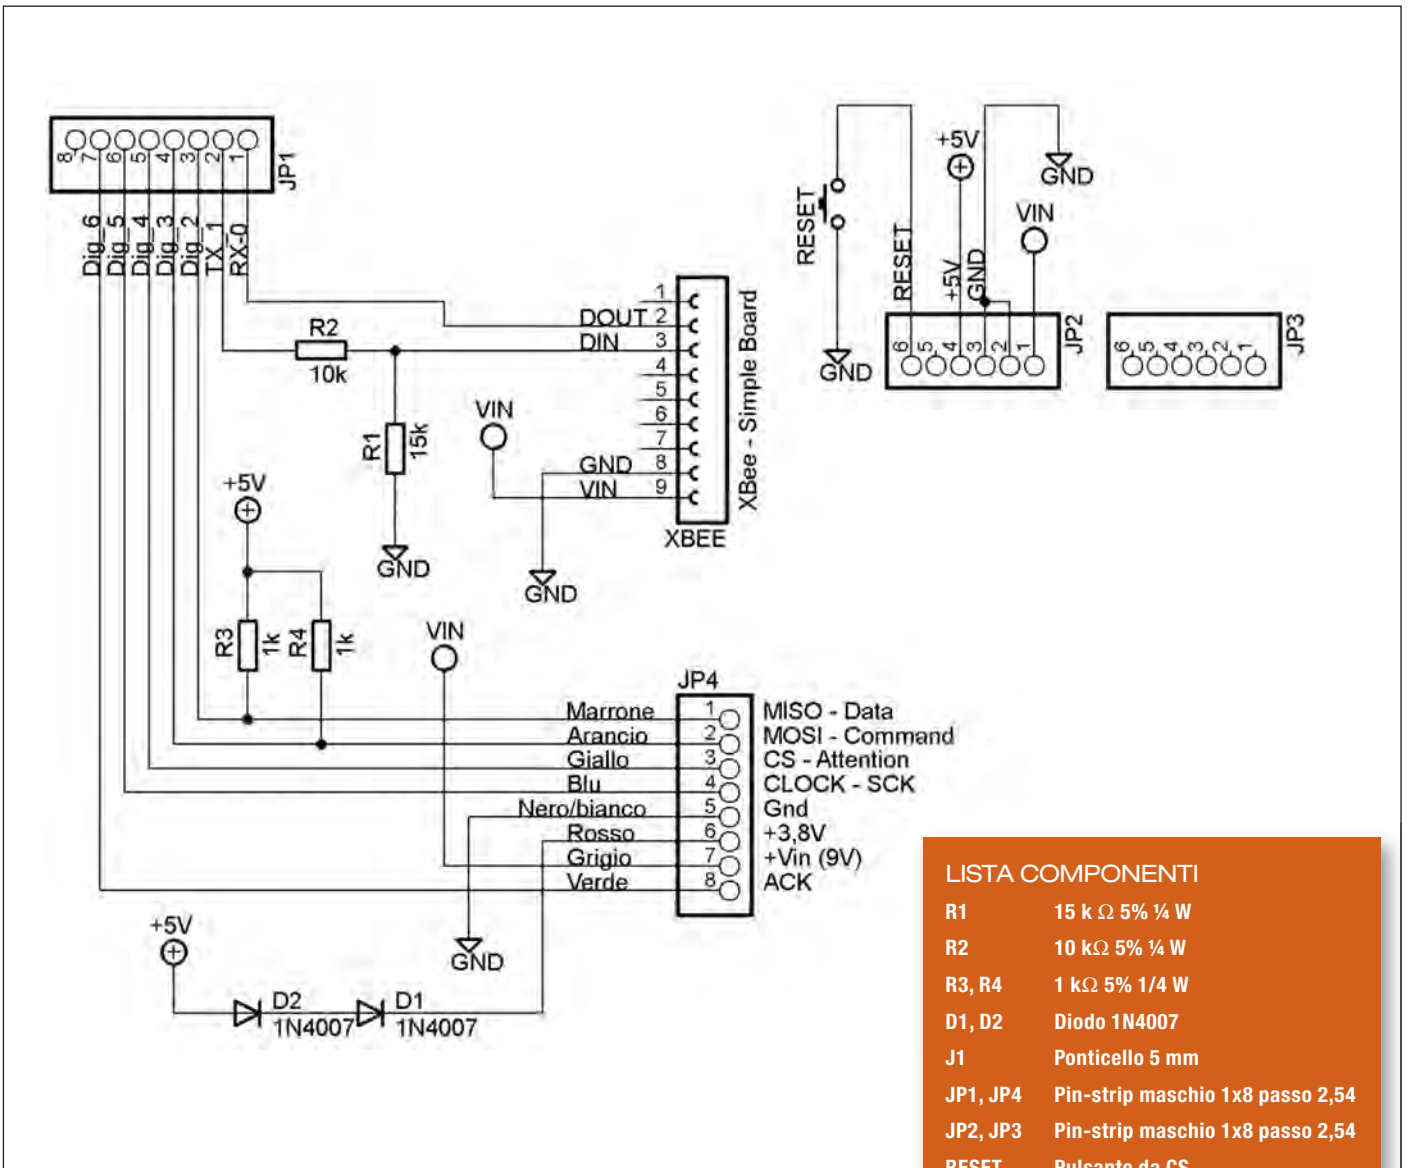 8 7 6 5 4 3 2 1
JP1
Dig_6
Dig_5
Dig_4
Dig_3
Dig_2
TX_1
RX-0
R2
10k
R1
15k
GND
DOUT
DIN
GND
VIN
1
2
3
4
5
6
7
8
9
XBEE
XBee - Simple Board
VIN
GND
+5V
R3
1k
R4
1k
VIN
RESET
GND
RESET
+5V
+5V
GND
GND
VIN
6 5 4 3 2 1
JP2
6 5 4 3 2 1
JP3
JP4
Marrone 1 MISO - Data
Arancio 2 MOSI - Command
Giallo 3 CS - Attention
Blu 4 CLOCK - SCK
Nero/bianco 5 Gnd
Rosso 6 +3,8V
Grigio 7 +Vin (9V)
Verde 8 ACK
GND
+5V
D2
1N4007
D1
1N4007
LISTA COMPONENTI
R1 15 k Ω 5% ¼ W
R2 10 kΩ 5% ¼ W
R3, R4 1 kΩ 5% 1/4 W
D1, D2 Diodo 1N4007
J1 Ponticello 5 mm
JP1, JP4 Pin-strip maschio 1x8 passo 2,54
JP2, JP3 Pin-strip maschio 1x8 passo 2,54
RESET Pulsante da CS